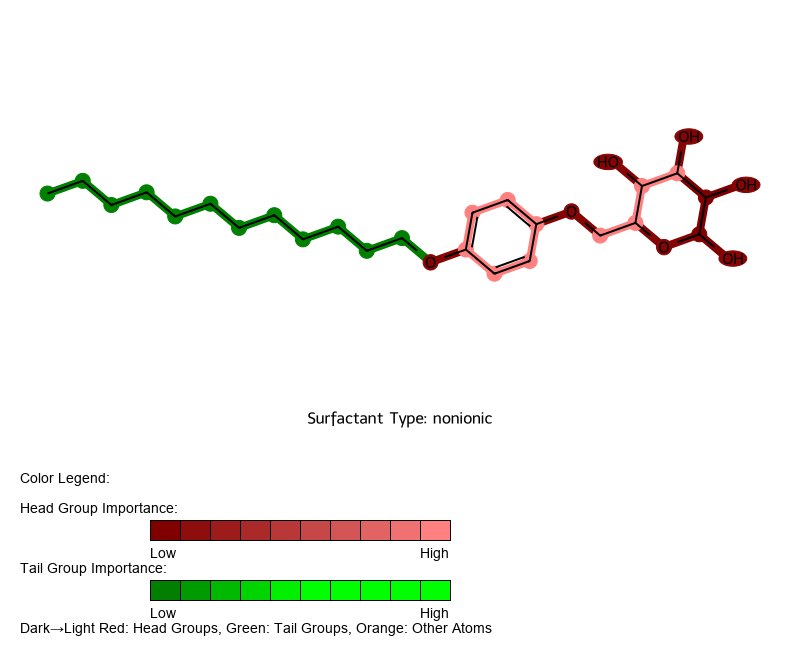 OH
HO
OH
O
O
O
OH
Surfactant Type: nonionic
Color Legend:
Head Group Importance:
Low High
Tail Group Importance:
Low High
Dark→Light Red: Head Groups, Green: Tail Groups, Orange: Other Atoms